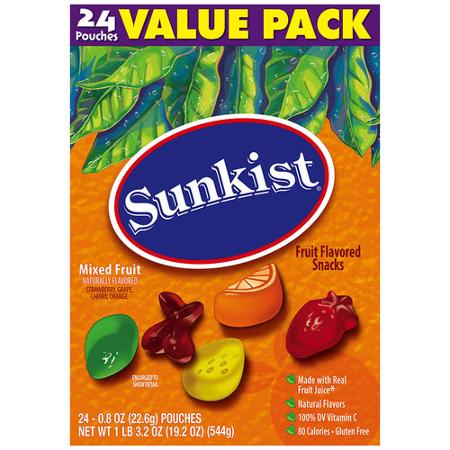 24 VALUE PACK
Pouches
Sunkist®
Fruit Flavored
Snacks
Mixed Fruit
NATURALLY FLAVORED
STRAWBERRY, GRAPE,
CHERRY, ORANGE
ENLARGED TO
SHOW DETAIL
Made with Real
Fruit Juice*
Natural Flavors
100% DV Vitamin C
80 Calories • Gluten Free
24 - 0.8 OZ (22.6g) POUCHES
NET WT 1 LB 3.2 OZ (19.2 OZ) (544g)